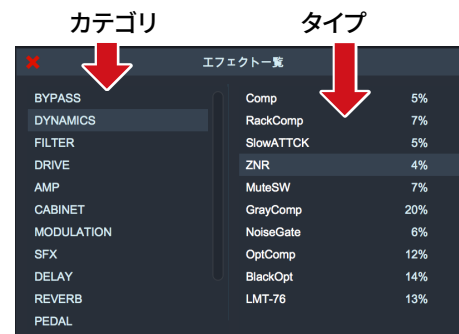 カテゴリ タイプ
エフェクト一覧
BYPASS Comp 5%
DYNAMICS RackComp 7%
FILTER SlowATTCK 5%
DRIVE ZNR 4%
AMP MuteSW 7%
CABINET GrayComp 20%
MODULATION NoiseGate 6%
SFX OptComp 12%
DELAY BlackOpt 14%
REVERB LMT-76 13%
PEDAL